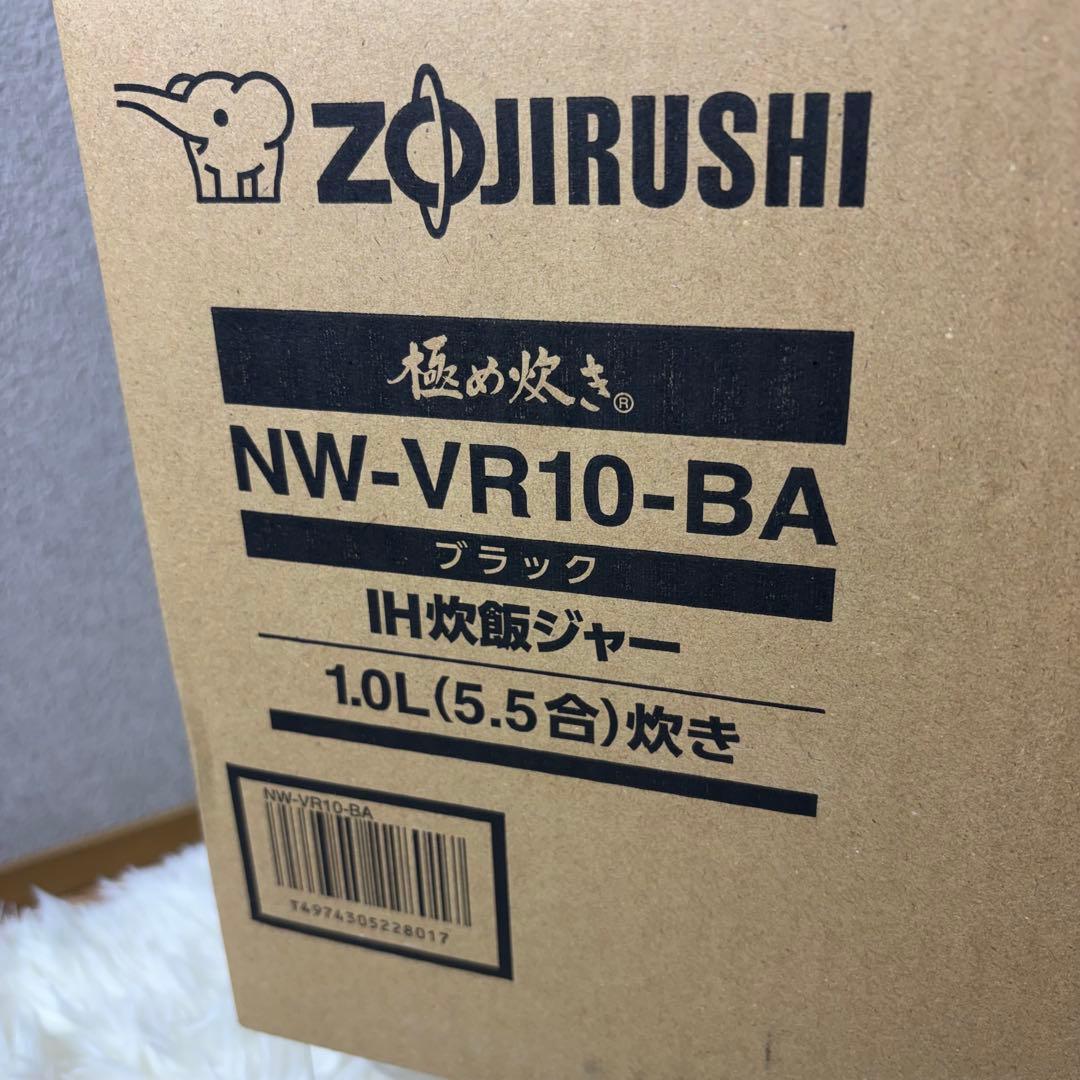 ZOJIRUSHI
極め炊き®
NW-VR10-BA
ブラック
IH炊飯ジャー
1.0L(5.5合)炊き
NW-VR10-BA
T4974305228017